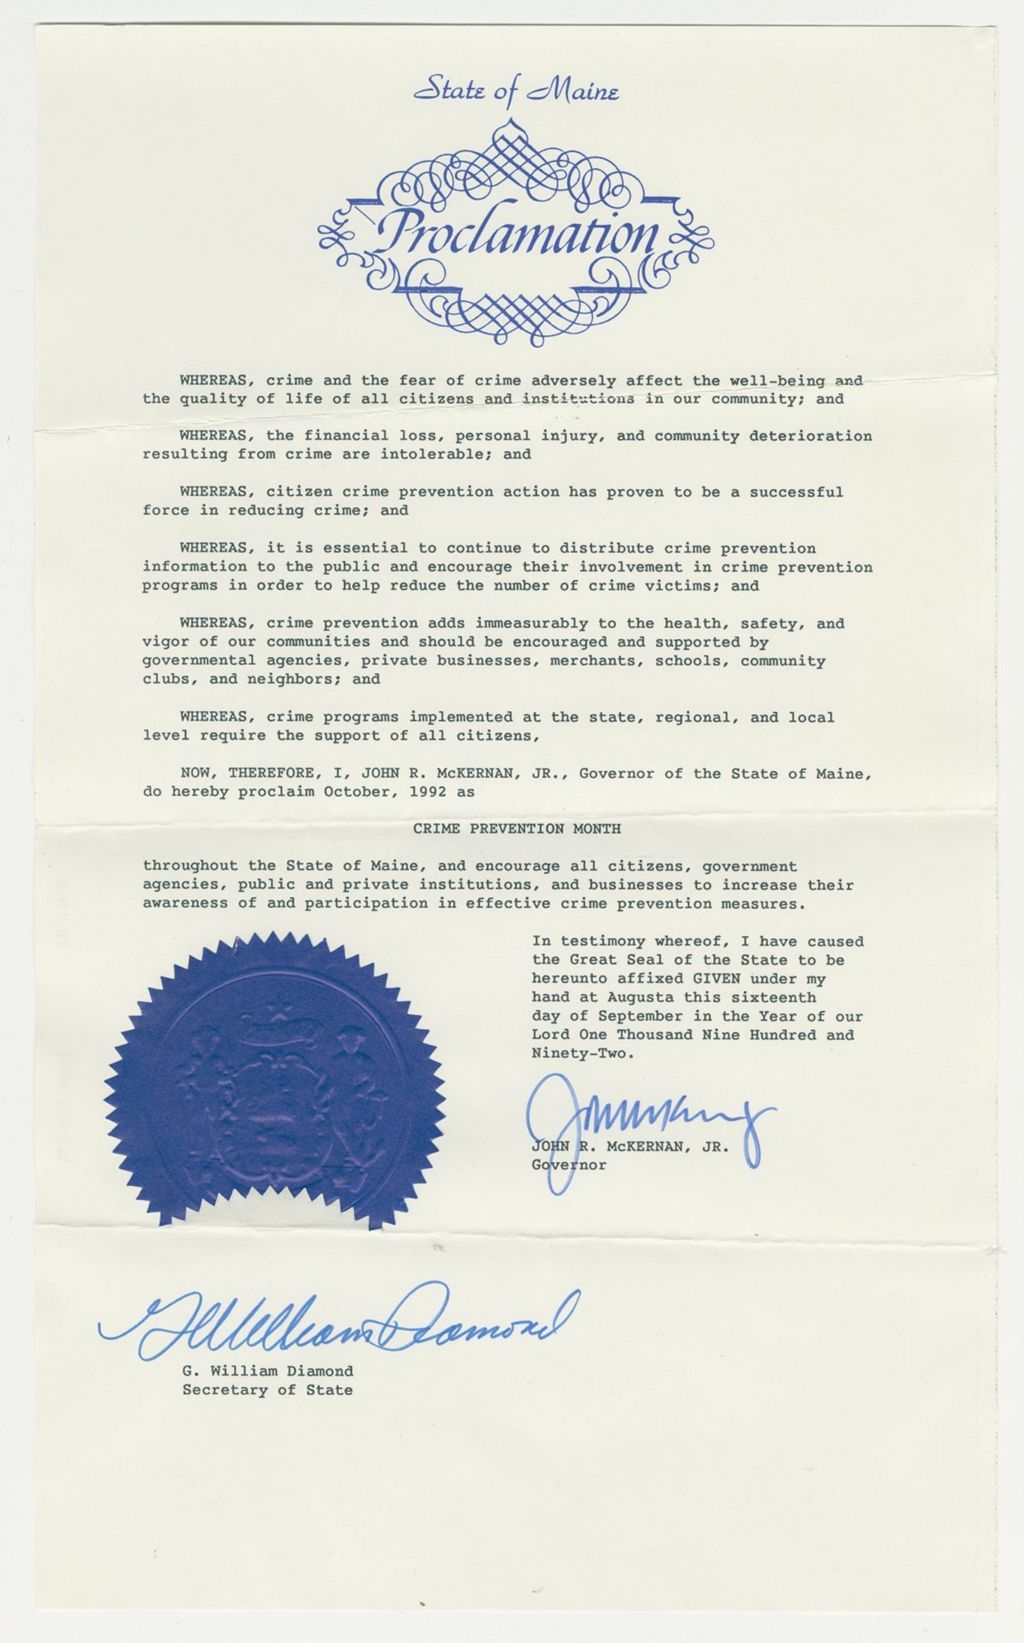 State of Maine
Proclamation
WHEREAS, crime and the fear of crime adversely affect the well-being and
the quality of life of all citizens and institutions in our community; and
WHEREAS, the financial loss, personal injury, and community deterioration
resulting from crime are intolerable; and
WHEREAS, citizen crime prevention action has proven to be a successful
force in reducing crime; and
WHEREAS, it is essential to continue to distribute crime prevention
information to the public and encourage their involvement in crime prevention
programs in order to help reduce the number of crime victims; and
WHEREAS, crime prevention adds immeasurably to the health, safety, and
vigor of our communities and should be encouraged and supported by
governmental agencies, private businesses, merchants, schools, community
clubs, and neighbors; and
WHEREAS, crime programs implemented at the state, regional, and local
level require the support of all citizens,
NOW, THEREFORE, I, JOHN R. McKERNAN, JR., Governor of the State of Maine,
do hereby proclaim October, 1992 as
CRIME PREVENTION MONTH
throughout the State of Maine, and encourage all citizens, government
agencies, public and private institutions, and businesses to increase their
awareness of and participation in effective crime prevention measures.
In testimony whereof, I have caused
the Great Seal of the State to be
hereunto affixed GIVEN under my
hand at Augusta this sixteenth
day of September in the Year of our
Lord One Thousand Nine Hundred and
Ninety-Two.
JOHN R. McKERNAN, JR.
Governor
G William Diamond
G. William Diamond
Secretary of State